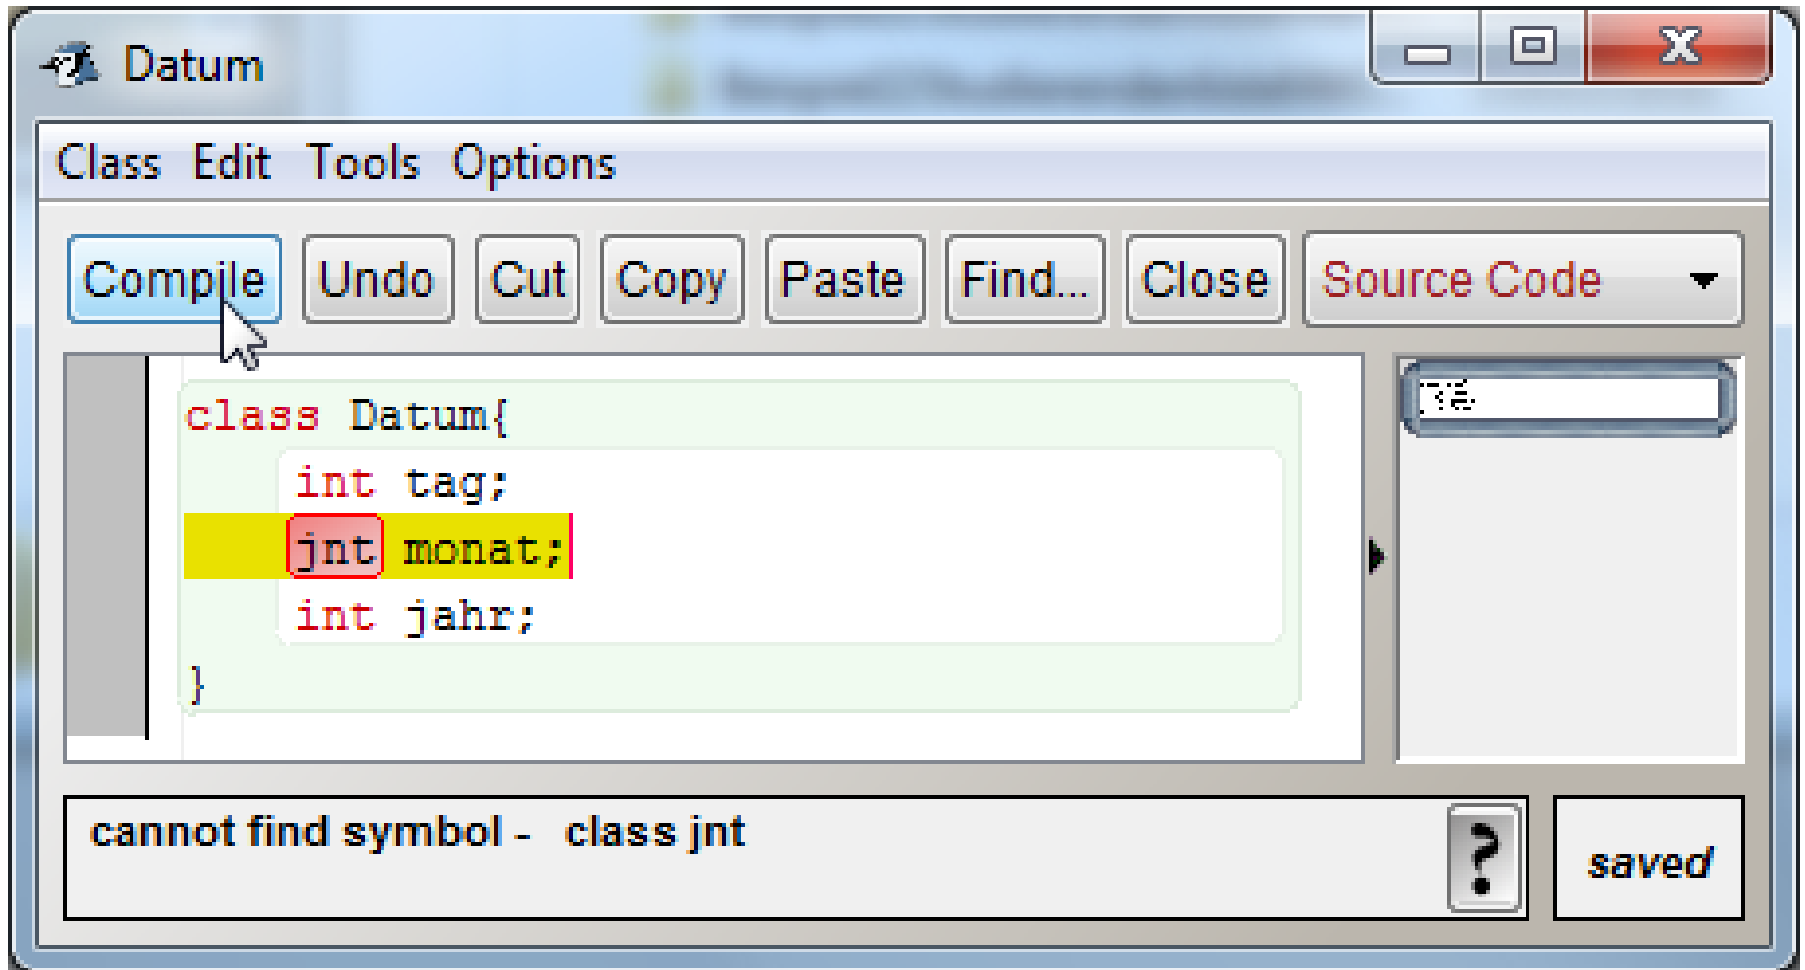 Datum
Class Edit Tools Options
Compile Undo Cut Copy Paste Find... Close Source Code
class Datum{
int tag;
jnt monat;
int jahr;
}
cannot find symbol - class jnt
?
saved